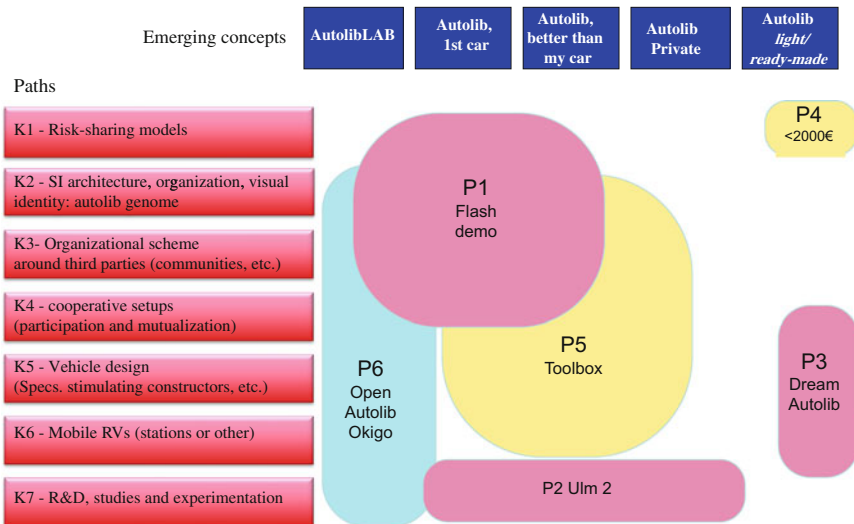 Emerging concepts
AutolibLAB
Autolib,
1st car
Autolib,
better than
my car
Autolib
Private
Autolib
light/
ready-made
Paths
K1 - Risk-sharing models
K2 – SI architecture, organization, visual
identity: autolib genome
K3- Organizational scheme
around third parties (communities, etc.)
K4 - cooperative setups
(participation and mutualization)
K5 - Vehicle design
(Specs. stimulating constructors, etc.)
K6 - Mobile RVs (stations or other)
K7 - R&D, studies and experimentation
P4
<2000€
P1
Flash
demo
P5
Toolbox
P6
Open
Autolib
Okigo
P3
Dream
Autolib
P2 Ulm 2